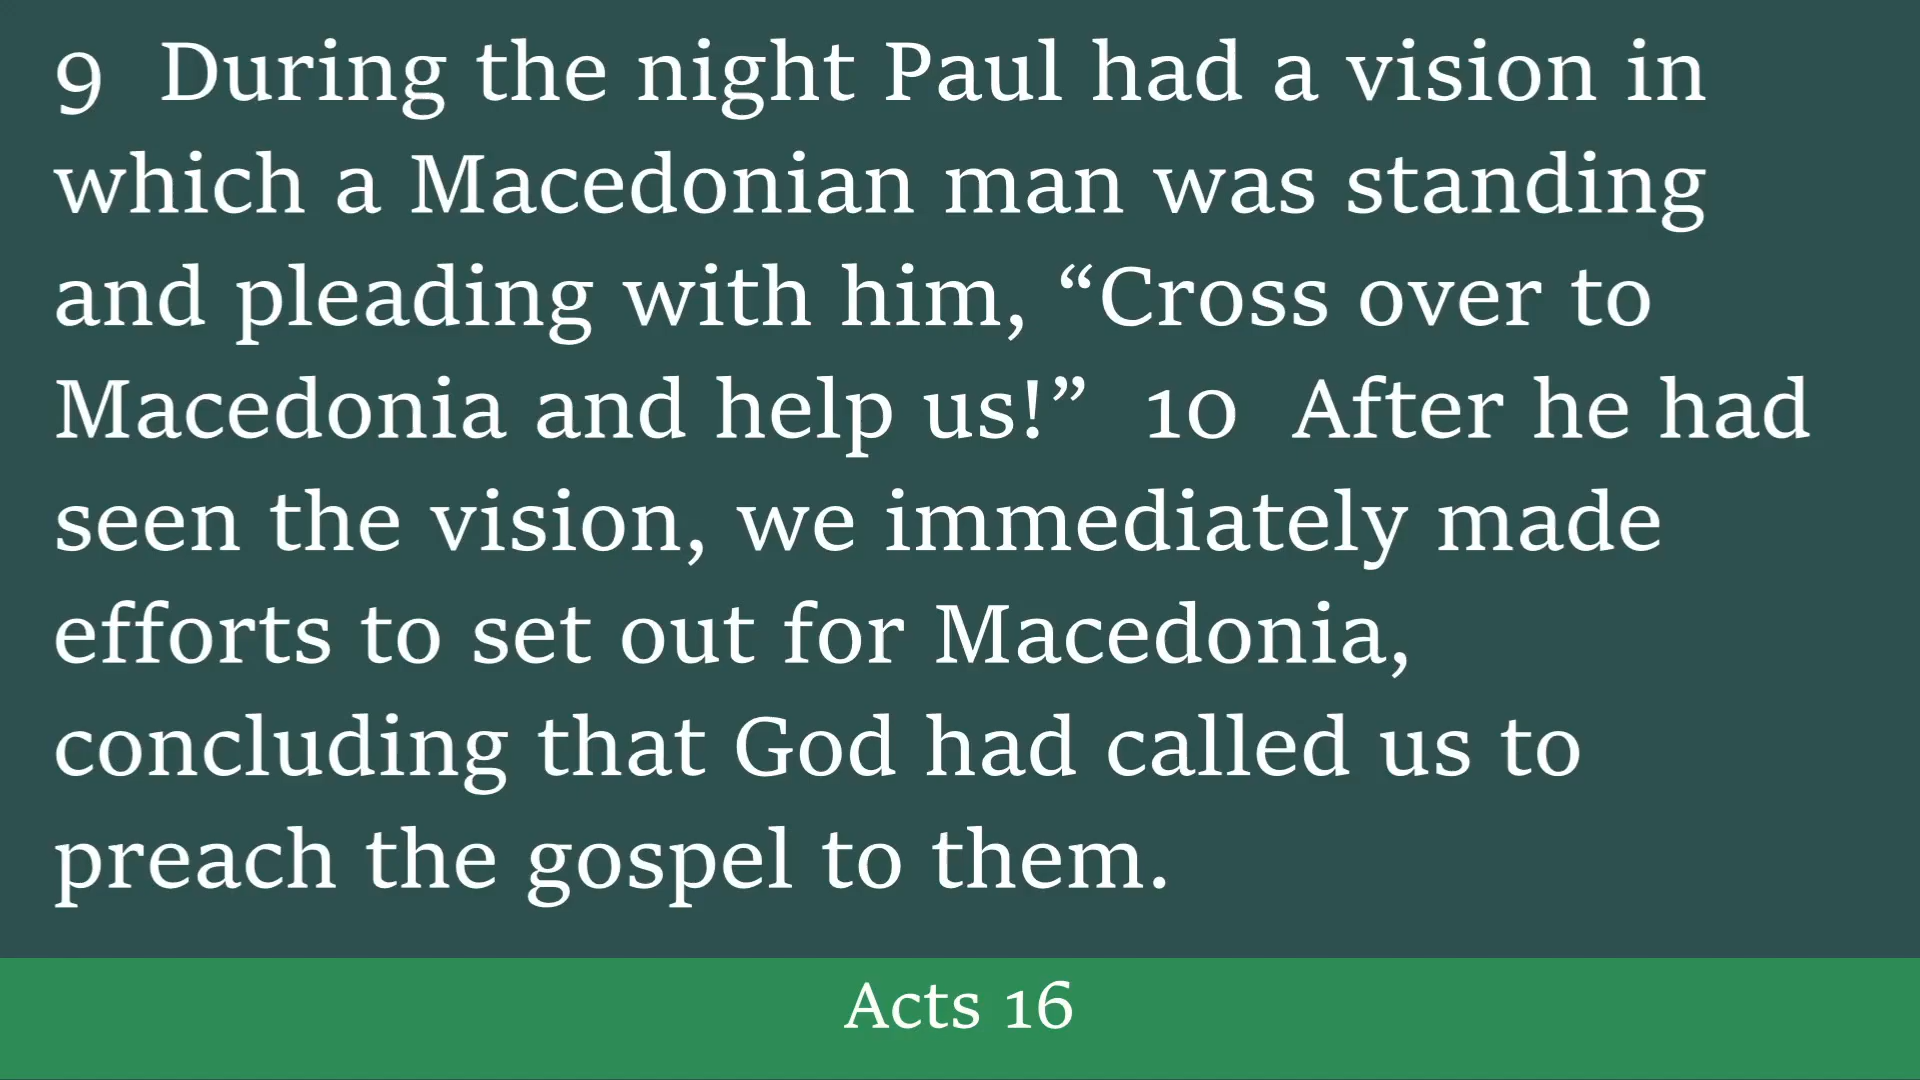 9 During the night Paul had a vision in
which a Macedonian man was standing
and pleading with him, “Cross over to
Macedonia and help us!” 10 After he had
seen the vision, we immediately made
efforts to set out for Macedonia,
concluding that God had called us to
preach the gospel to them.
Acts 16